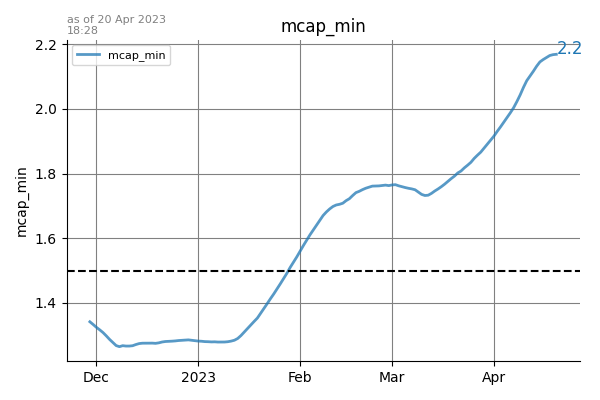 as of 20 Apr 2023
18:28
mcap_min
2.2
mcap_min
2.2
2.0
1.8
1.6
1.4
mcap_min
Dec
2023
Feb
Mar
Apr